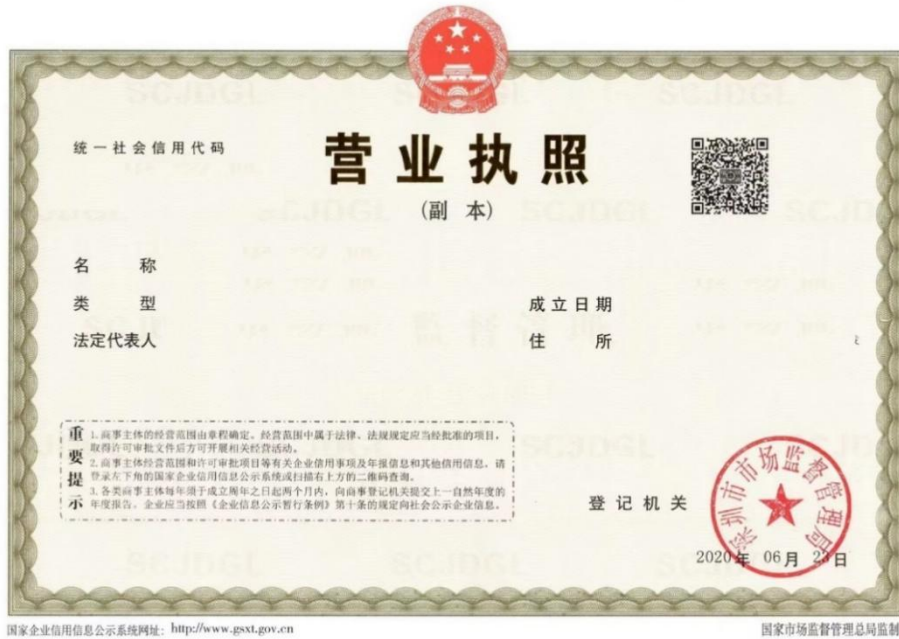 统一社会信用代码
营业执照
(副 本)
名 称
类 型
成立日期
法定代表人
住 所
重要提示
1.商事主体的经营范围由章程确定。经营范围中属于法律、法规规定应当经批准的项目,
取得许可审批文件后方可开展相关经营活动。
2.商事主体经营范围和许可审批项目等有关企业信用事项及年报信息和其他信用信息,请
登录左下角的国家企业信用信息公示系统或扫描右上方的二维码查询。
3.各类商事主体每年须于成立周年之日起两个月内,向商事登记机关提交上一自然年度的
年度报告。企业应当按照《企业信息公示暂行条例》第十条的规定向社会公示企业信息。
登记机关
深圳市市场监督管理局
2020年 06月 23日
国家企业信用信息公示系统网址: http://www.gsxt.gov.cn
国家市场监督管理总局监制
SCJDGL